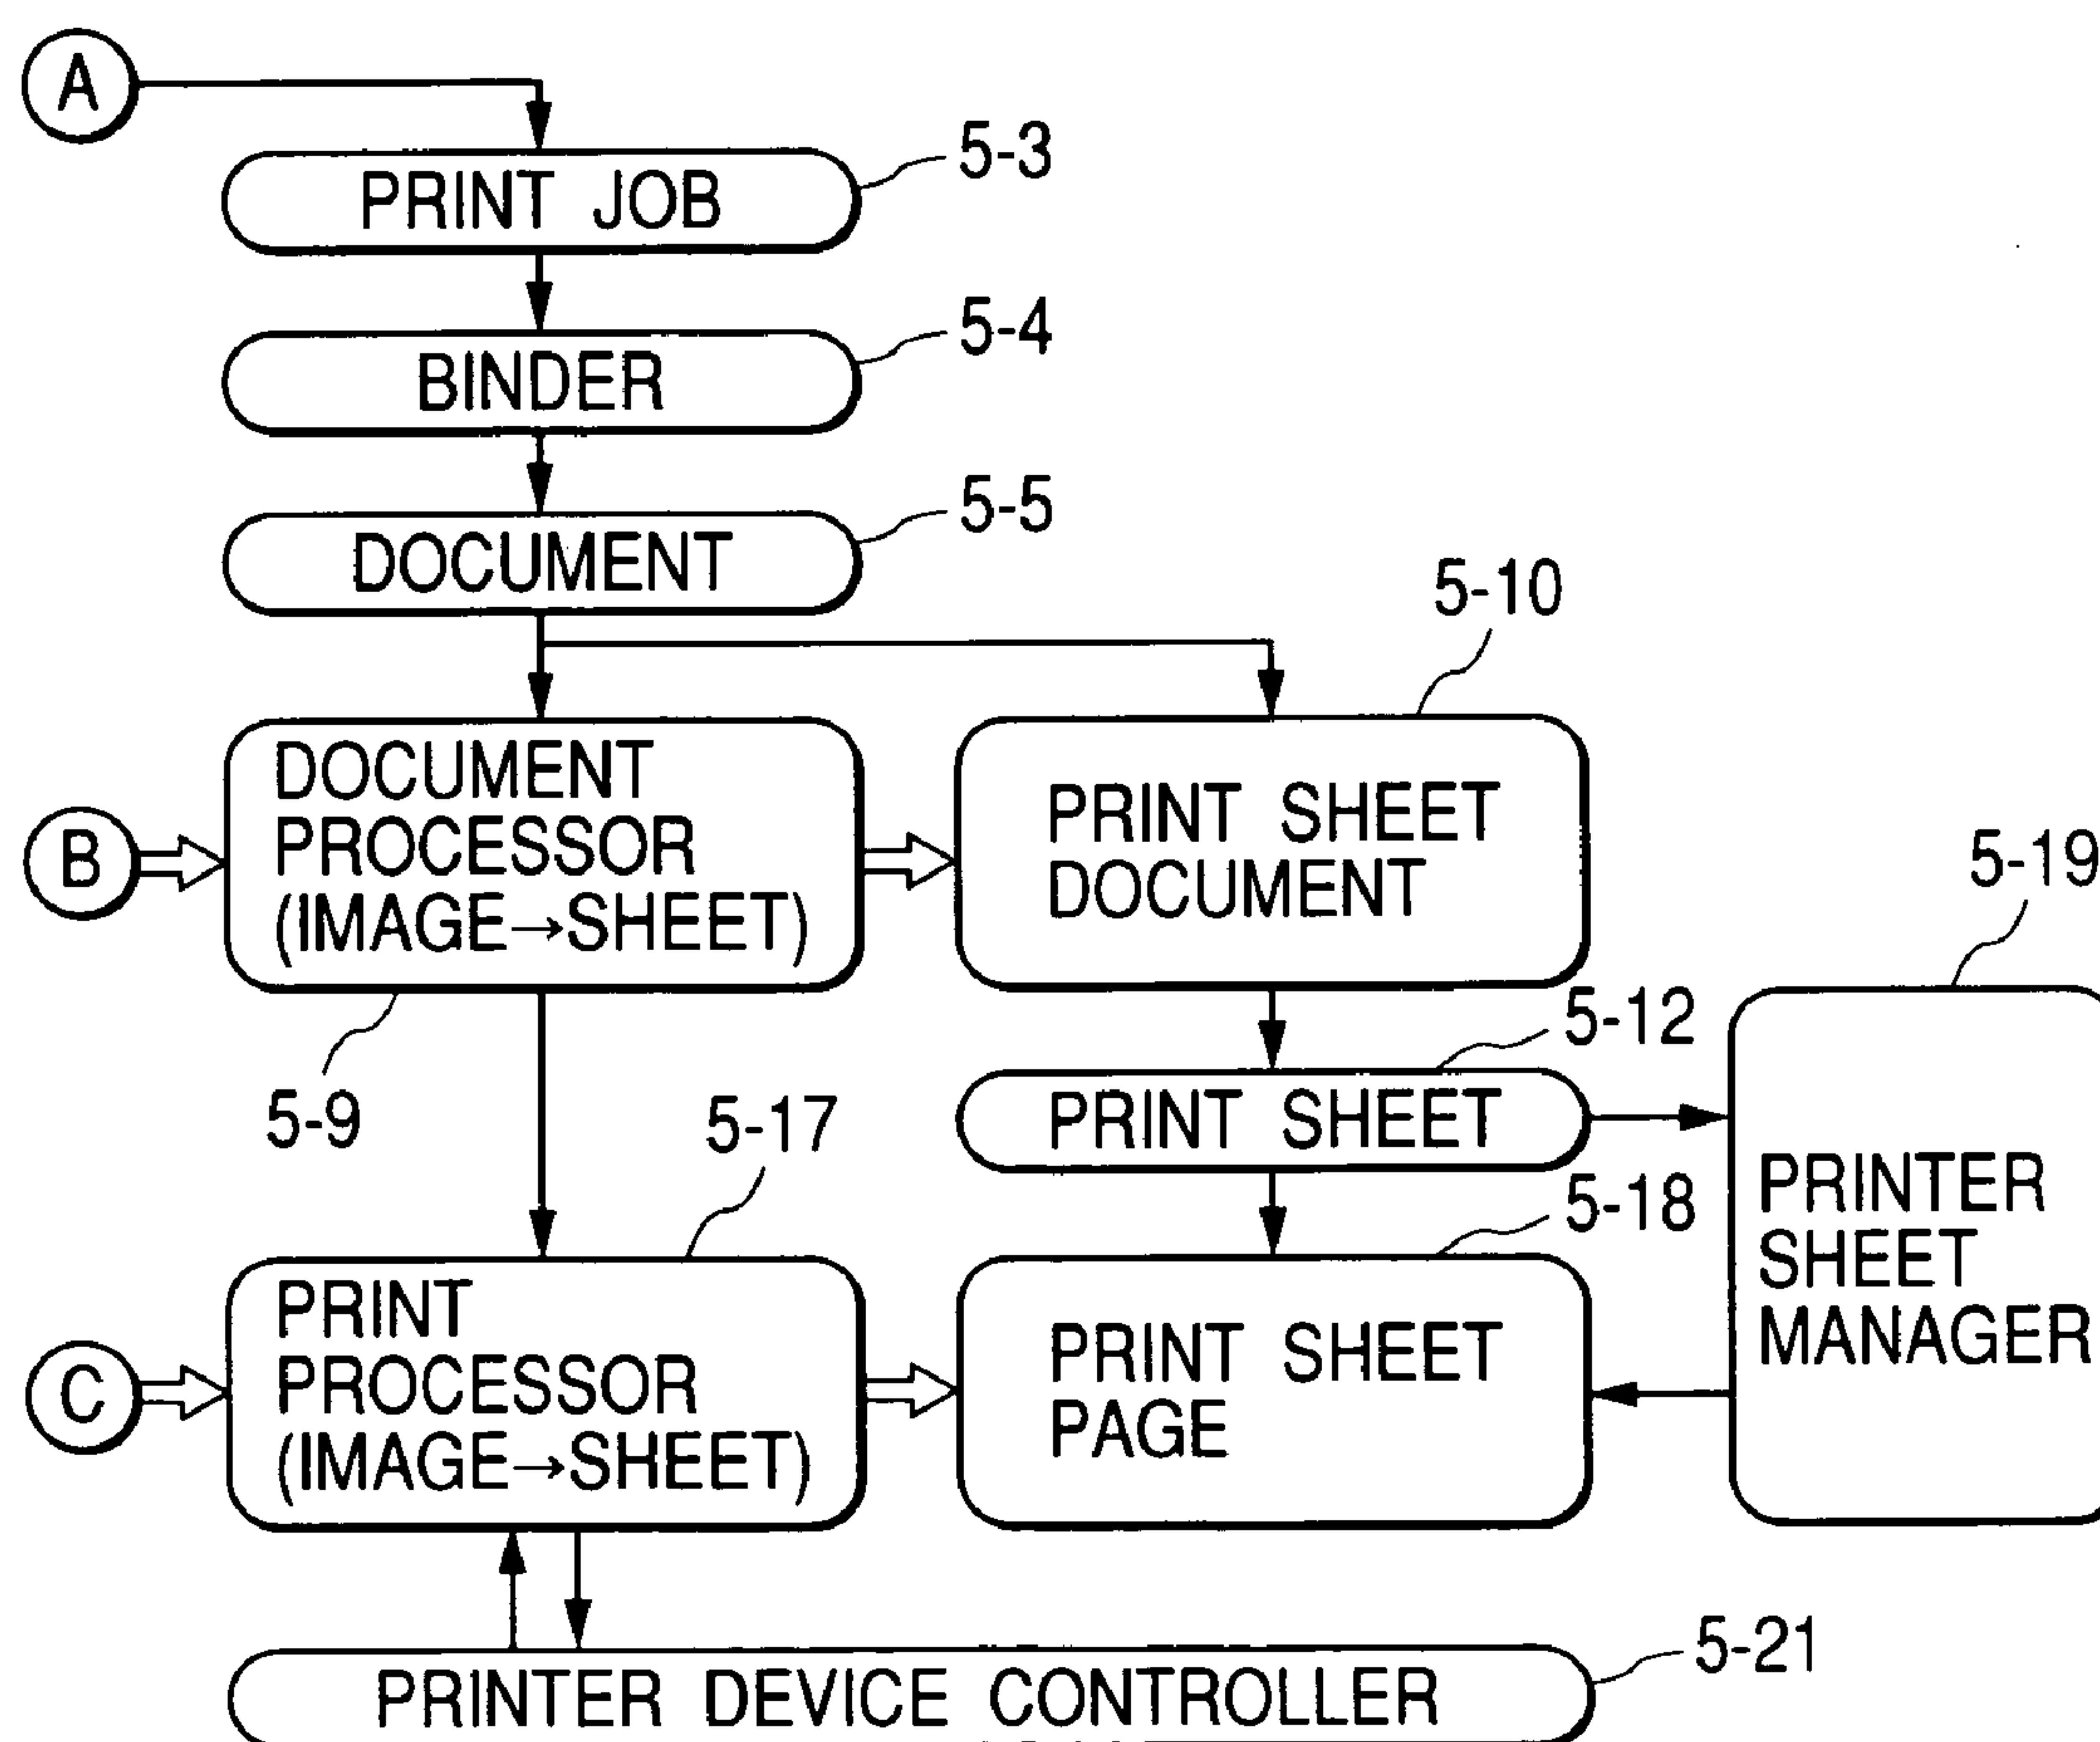 A
5-3
PRINT JOB
5-4
BINDER
5-5
DOCUMENT
5-10
DOCUMENT
PROCESSOR
(IMAGE→SHEET)
B
PRINT SHEET
DOCUMENT
5-19
5-9
5-12
PRINT SHEET
5-17
5-18
PRINTER
SHEET
MANAGER
C
PRINT
PROCESSOR
(IMAGE→SHEET)
PRINT SHEET
PAGE
5-21
PRINTER DEVICE CONTROLLER